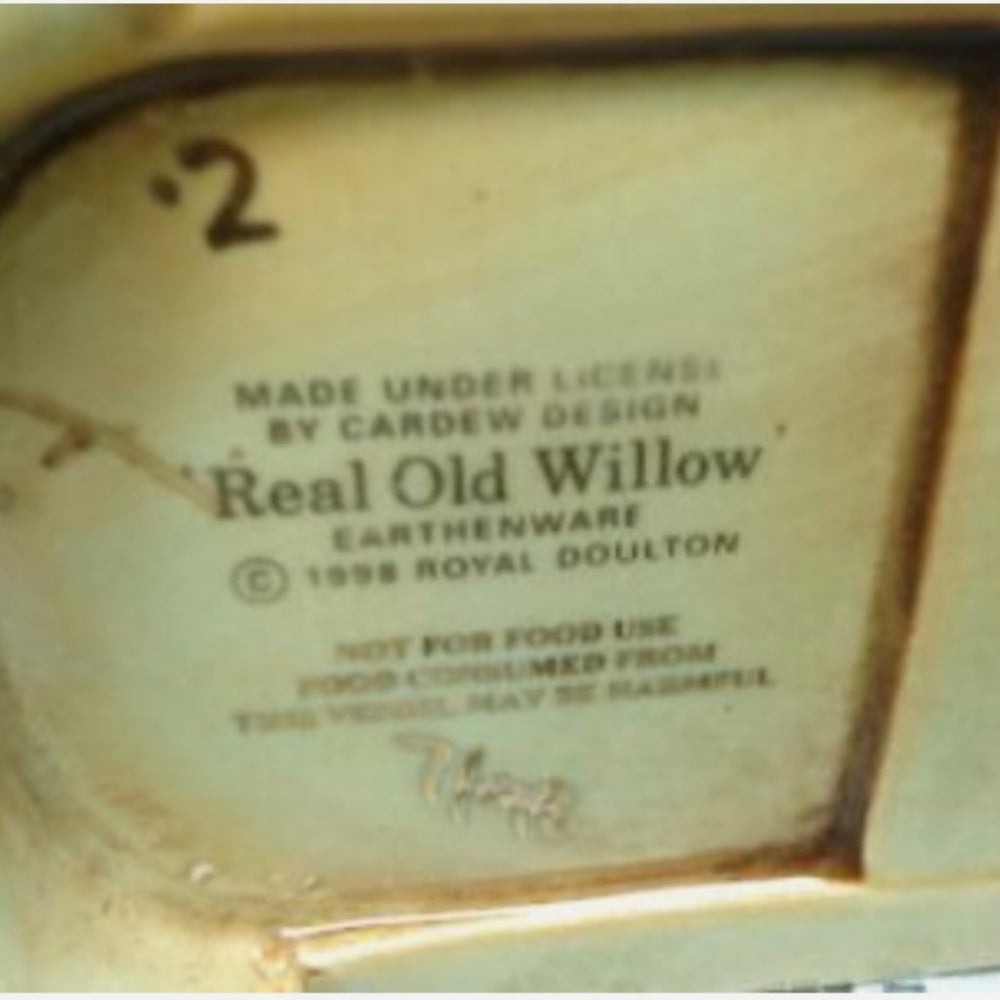 '2
MADE UNDER LICENSE
BY CARDEW DESIGN
'Real Old Willow'
EARTHENWARE
© 1998 ROYAL DOULTON
NOT FOR FOOD USE
FOOD CONSUMED FROM
THIS VESSEL MAY BE HARMFUL